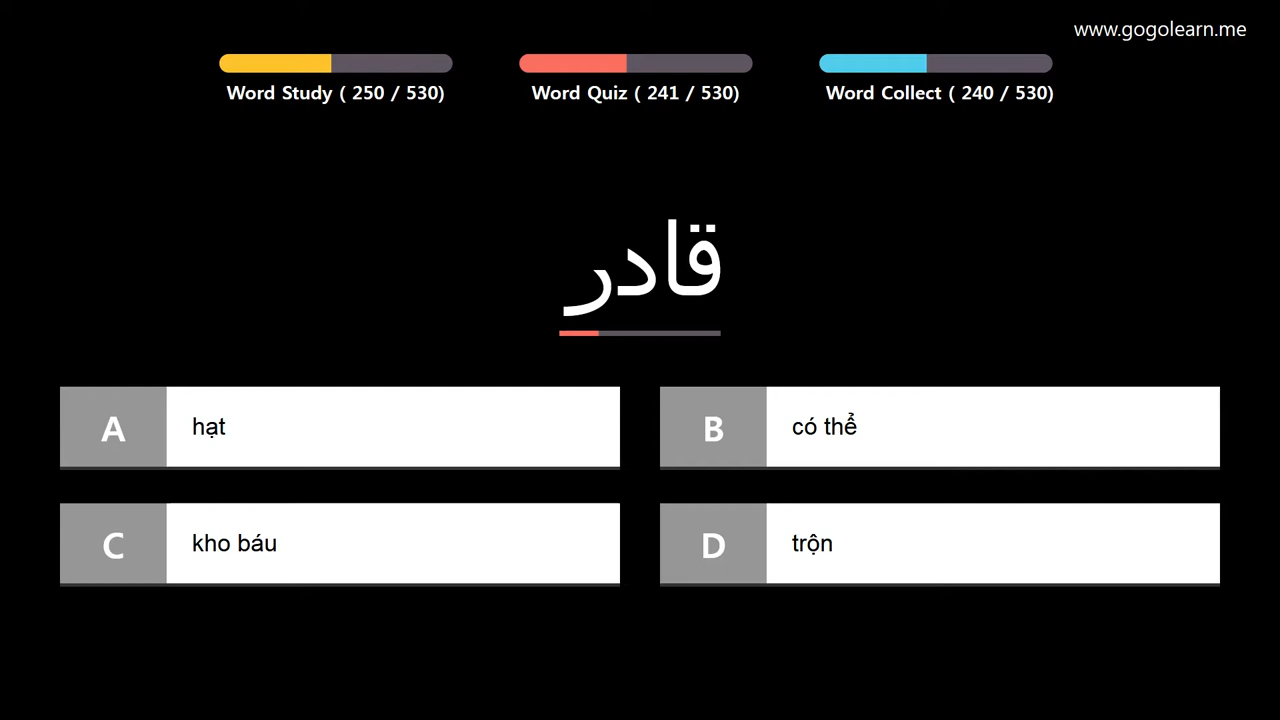 www.gogolearn.me
Word Study ( 250 / 530)
Word Quiz ( 241 / 530)
Word Collect ( 240 / 530)
قادر
A
hạt
B
có thể
C
kho báu
D
trộn